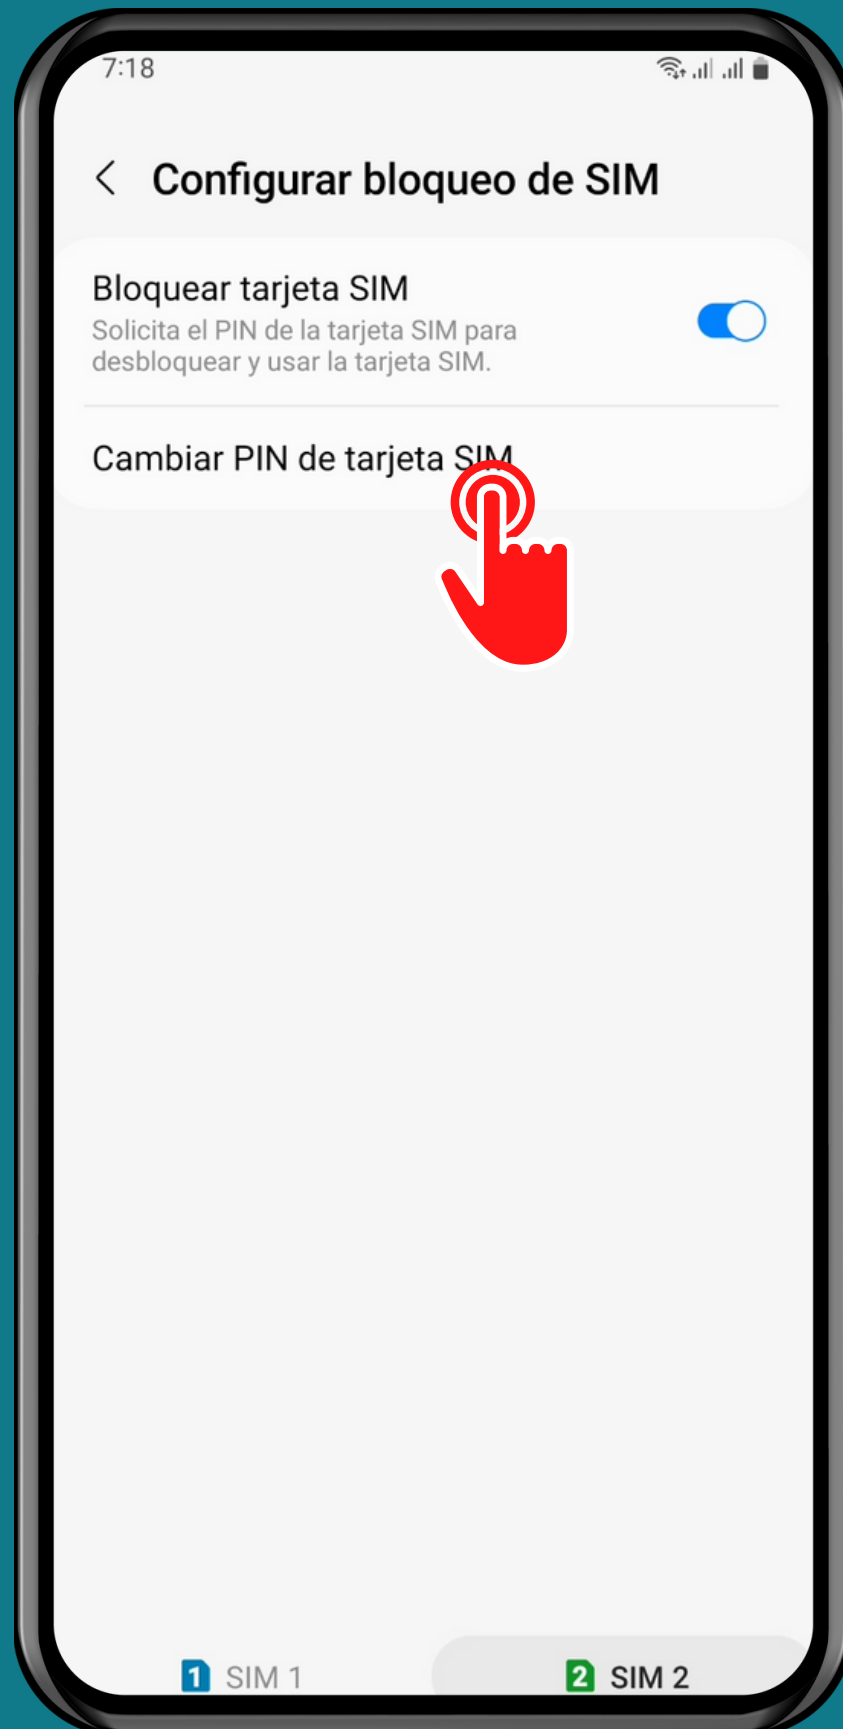 7:18
Configurar bloqueo de SIM
Bloquear tarjeta SIM
Solicita el PIN de la tarjeta SIM para
desbloquear y usar la tarjeta SIM.
Cambiar PIN de tarjeta SIM
1 SIM 1
2 SIM 2